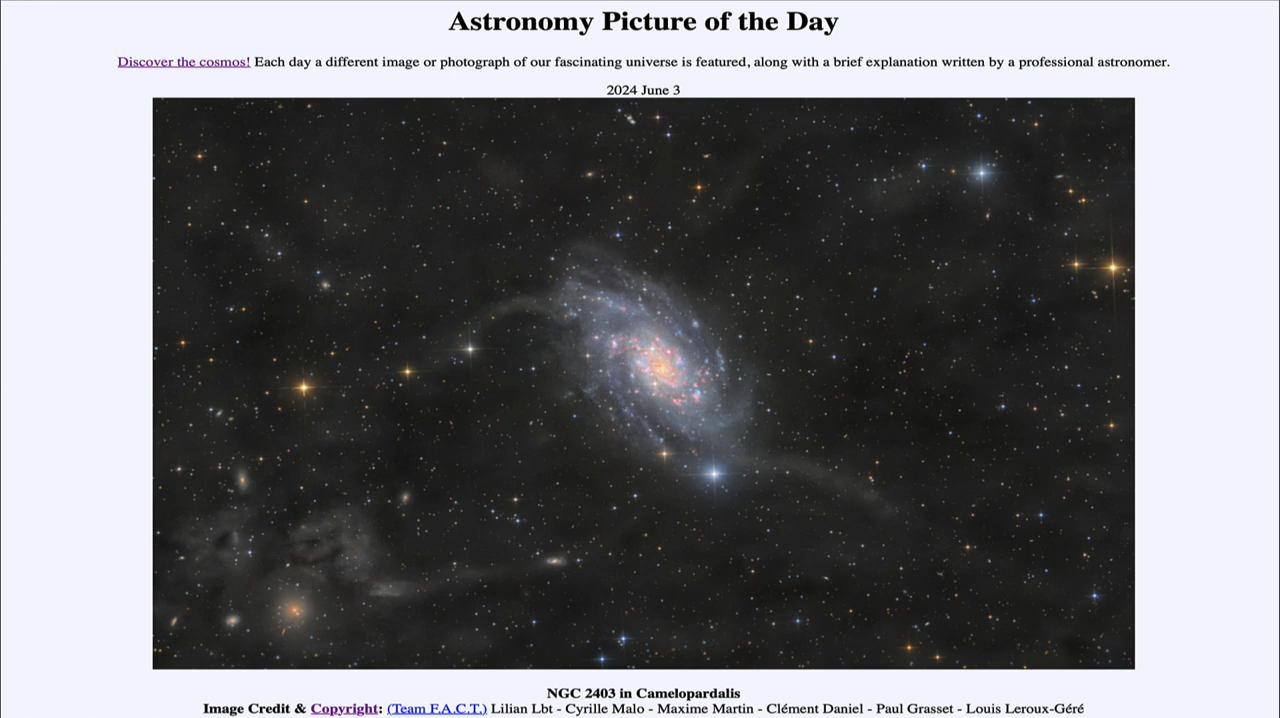 Astronomy Picture of the Day
Discover the cosmos! Each day a different image or photograph of our fascinating universe is featured, along with a brief explanation written by a professional astronomer.
2024 June 3
NGC 2403 in Camelopardalis
Image Credit & Copyright: (Team F.A.C.T.) Lilian Lbt - Cyrille Malo - Maxime Martin - Clément Daniel - Paul Grasset - Louis Leroux-Géré